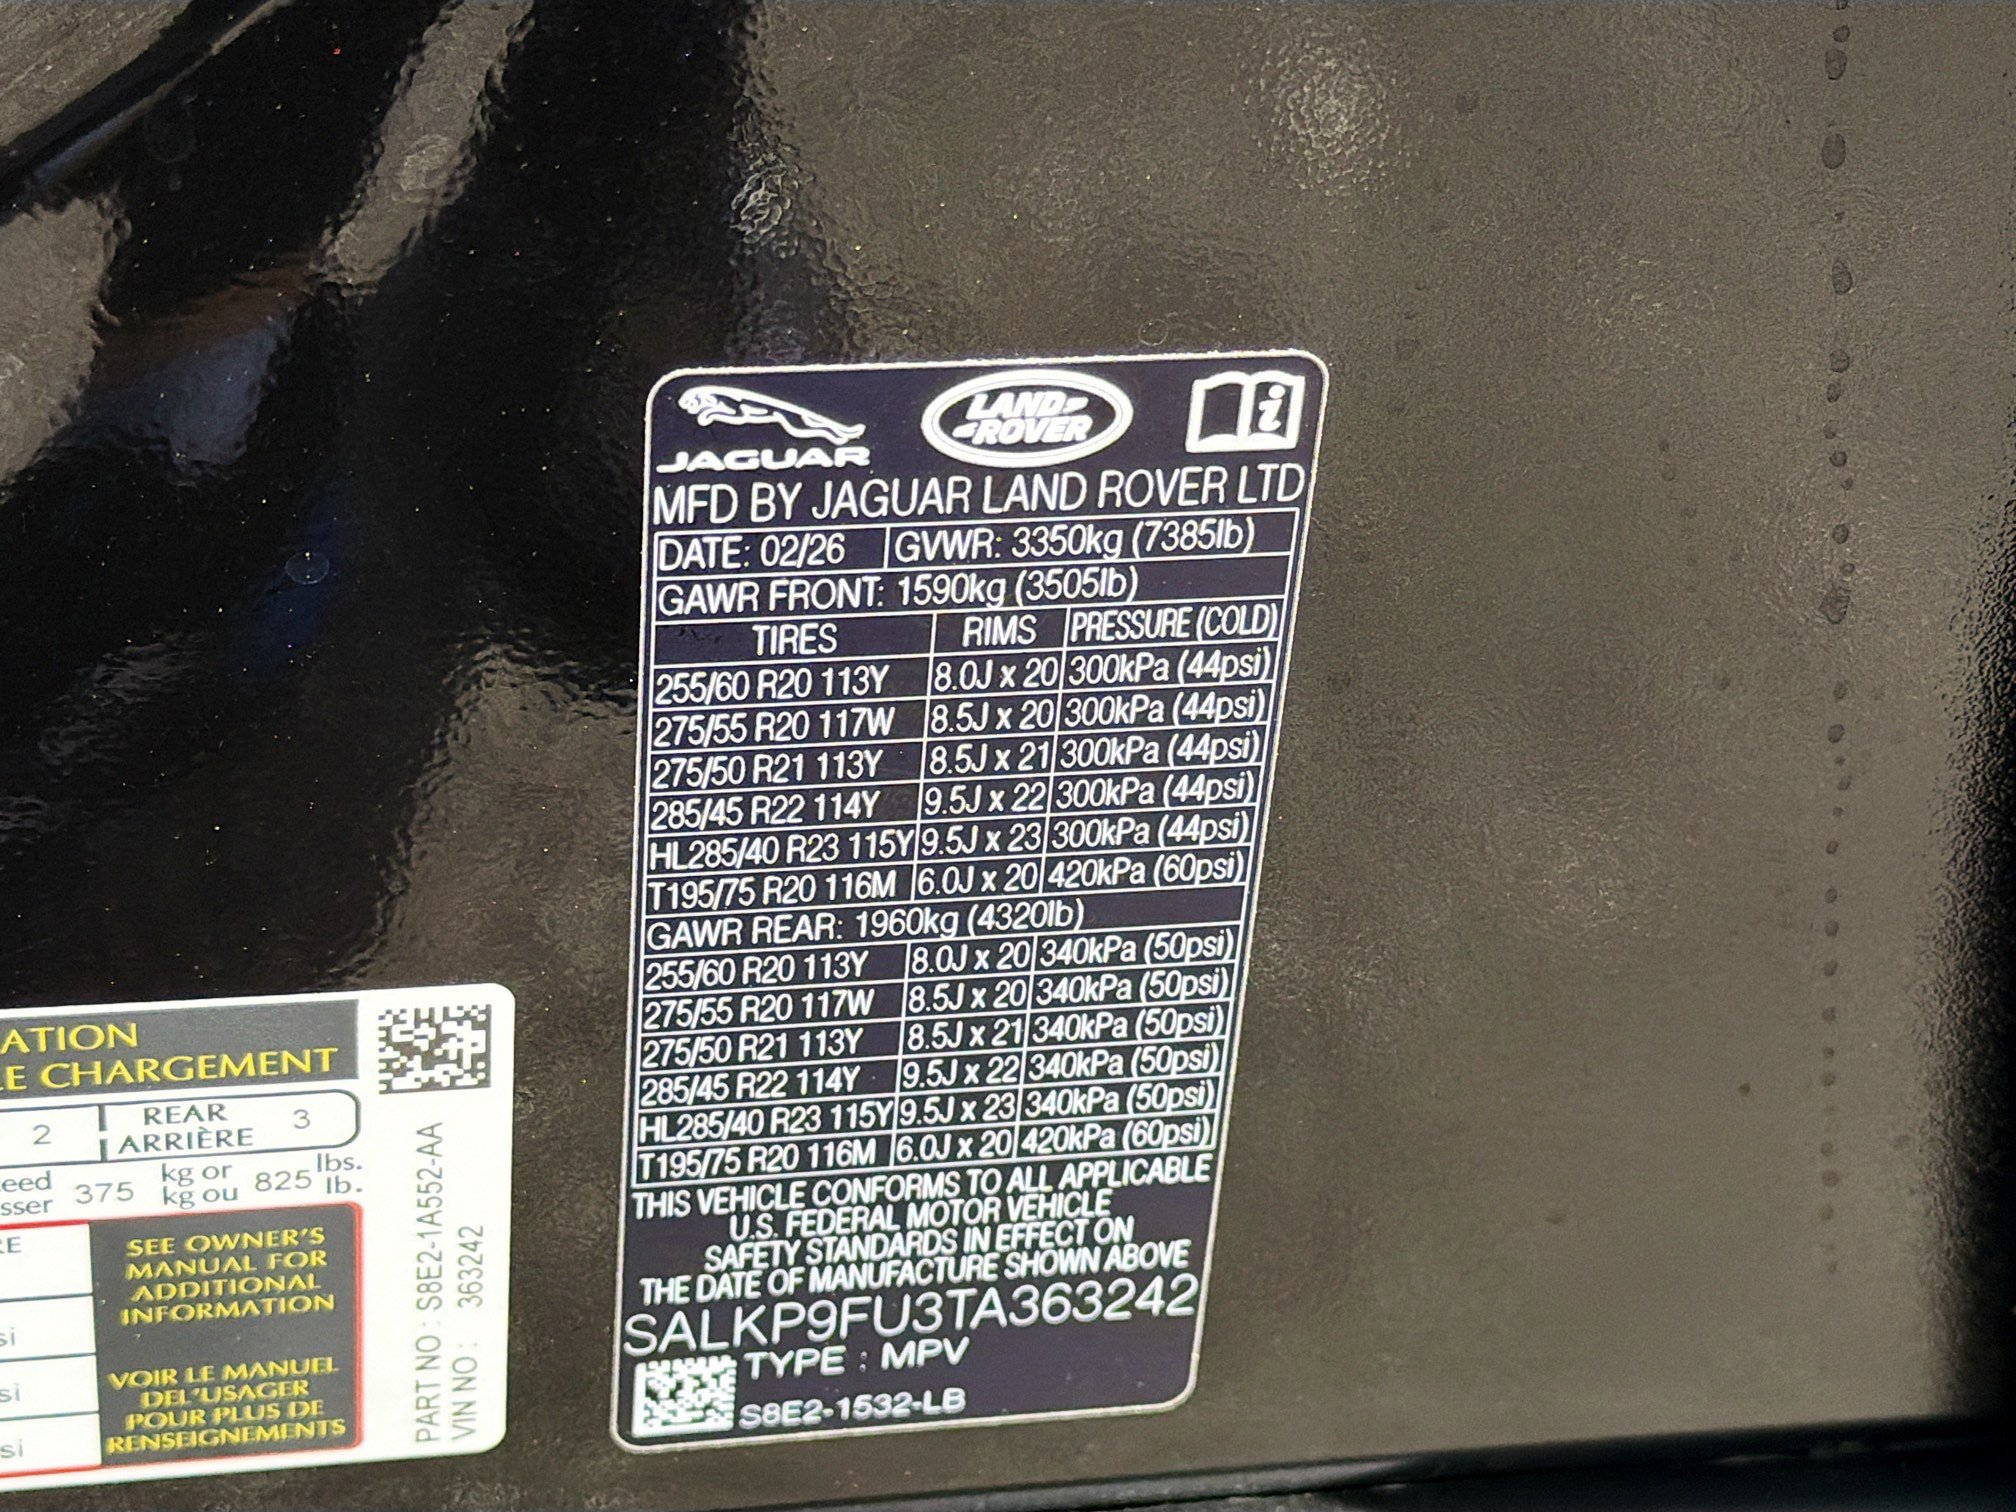 JAGUAR
LAND-
-ROVER
MFD BY JAGUAR LAND ROVER LTD
DATE: 02/26 GVWR: 3350kg (7385lb)
GAWR FRONT: 1590kg (3505lb)
TIRES RIMS PRESSURE (COLD)
255/60 R20 113Y 8.0J x 20 300kPa (44psi)
275/55 R20 117W 8.5J x 20 300kPa (44psi)
275/50 R21 113Y 8.5J x 21 300kPa (44psi)
285/45 R22 114Y 9.5J x 22 300kPa (44psi)
HL285/40 R23 115Y 9.5J x 23 300kPa (44psi)
T195/75 R20 116M 6.0J x 20 420kPa (60psi)
GAWR REAR: 1960kg (4320lb)
255/60 R20 113Y 8.0J x 20 340kPa (50psi)
275/55 R20 117W 8.5J x 20 340kPa (50psi)
275/50 R21 113Y 8.5J x 21 340kPa (50psi)
285/45 R22 114Y 9.5J x 22 340kPa (50psi)
HL285/40 R23 115Y 9.5J x 23 340kPa (50psi)
T195/75 R20 116M 6.0J x 20 420kPa (60psi)
THIS VEHICLE CONFORMS TO ALL APPLICABLE
U.S. FEDERAL MOTOR VEHICLE
SAFETY STANDARDS IN EFFECT ON
THE DATE OF MANUFACTURE SHOWN ABOVE
SALKP9FU3TA363242
TYPE : MPV
S8E2-1532-LB
ATION
E CHARGEMENT
2 REAR 3
ARRIÈRE
eed 375 kg or 825 lbs.
sser kg ou lb.
RE
si
si
si
SEE OWNER'S
MANUAL FOR
ADDITIONAL
INFORMATION
VOIR LE MANUEL
DEL'USAGER
POUR PLUS DE
RENSEIGNEMENTS
PART NO : S8E2-1A552-AA
VIN NO : 363242